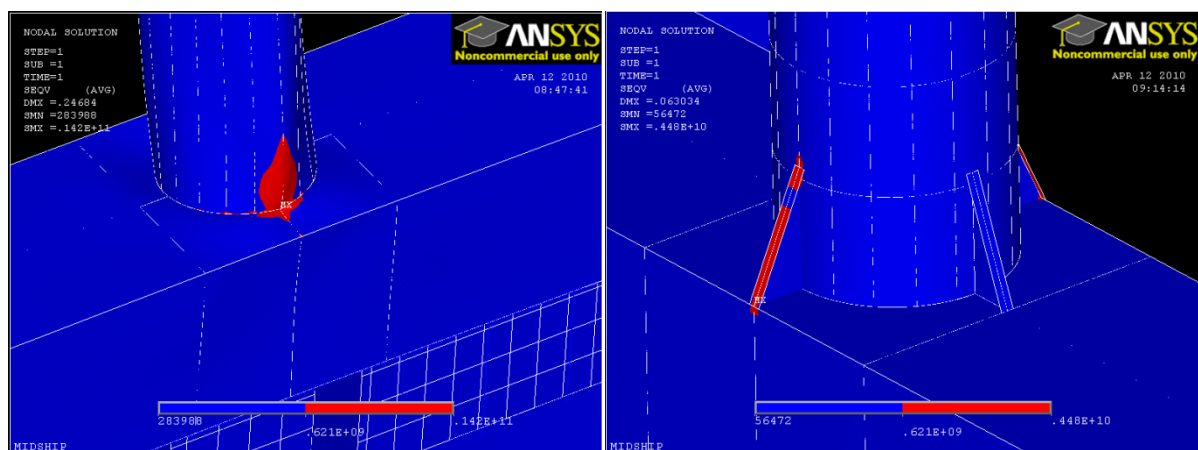 NODAL SOLUTION
STEP=1
SUB =1
TIME=1
SEQV (AVG)
DMX =.24684
SMN =283988
SMX =.142E+11
ANSYS
Noncommercial use only
APR 12 2010
08:47:41
MX
283988
.621E+09
.142E+11
MIDSHIP
NODAL SOLUTION
STEP=1
SUB =1
TIME=1
SEQV (AVG)
DMX =.063034
SMN =56472
SMX =.448E+10
ANSYS
Noncommercial use only
APR 12 2010
09:14:14
MX
56472
.621E+09
.448E+10
MIDSHIP